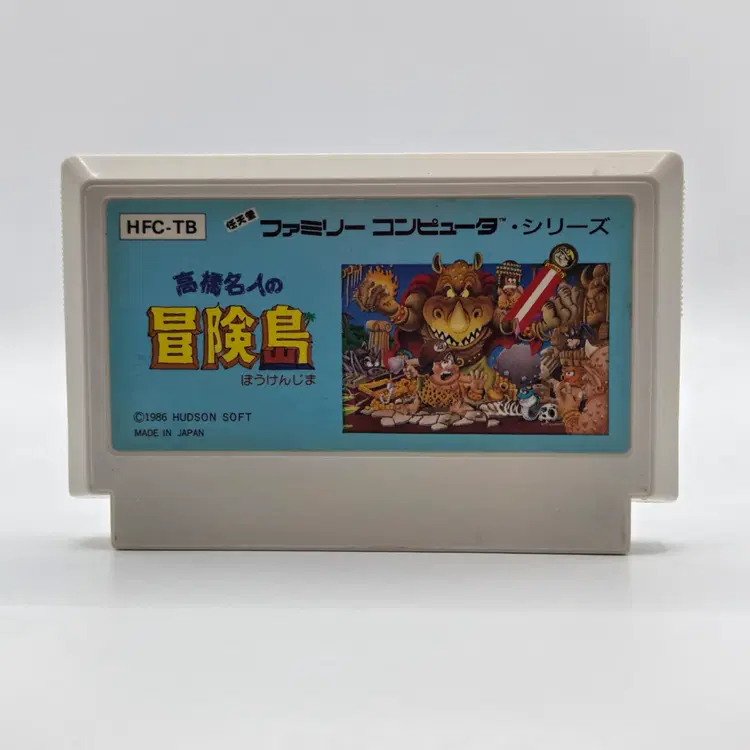 HFC-TB
任天堂 ファミリー コンピュータ™・シリーズ
高橋名人の
冒険島
ぼうけんじま
©1986 HUDSON SOFT
MADE IN JAPAN